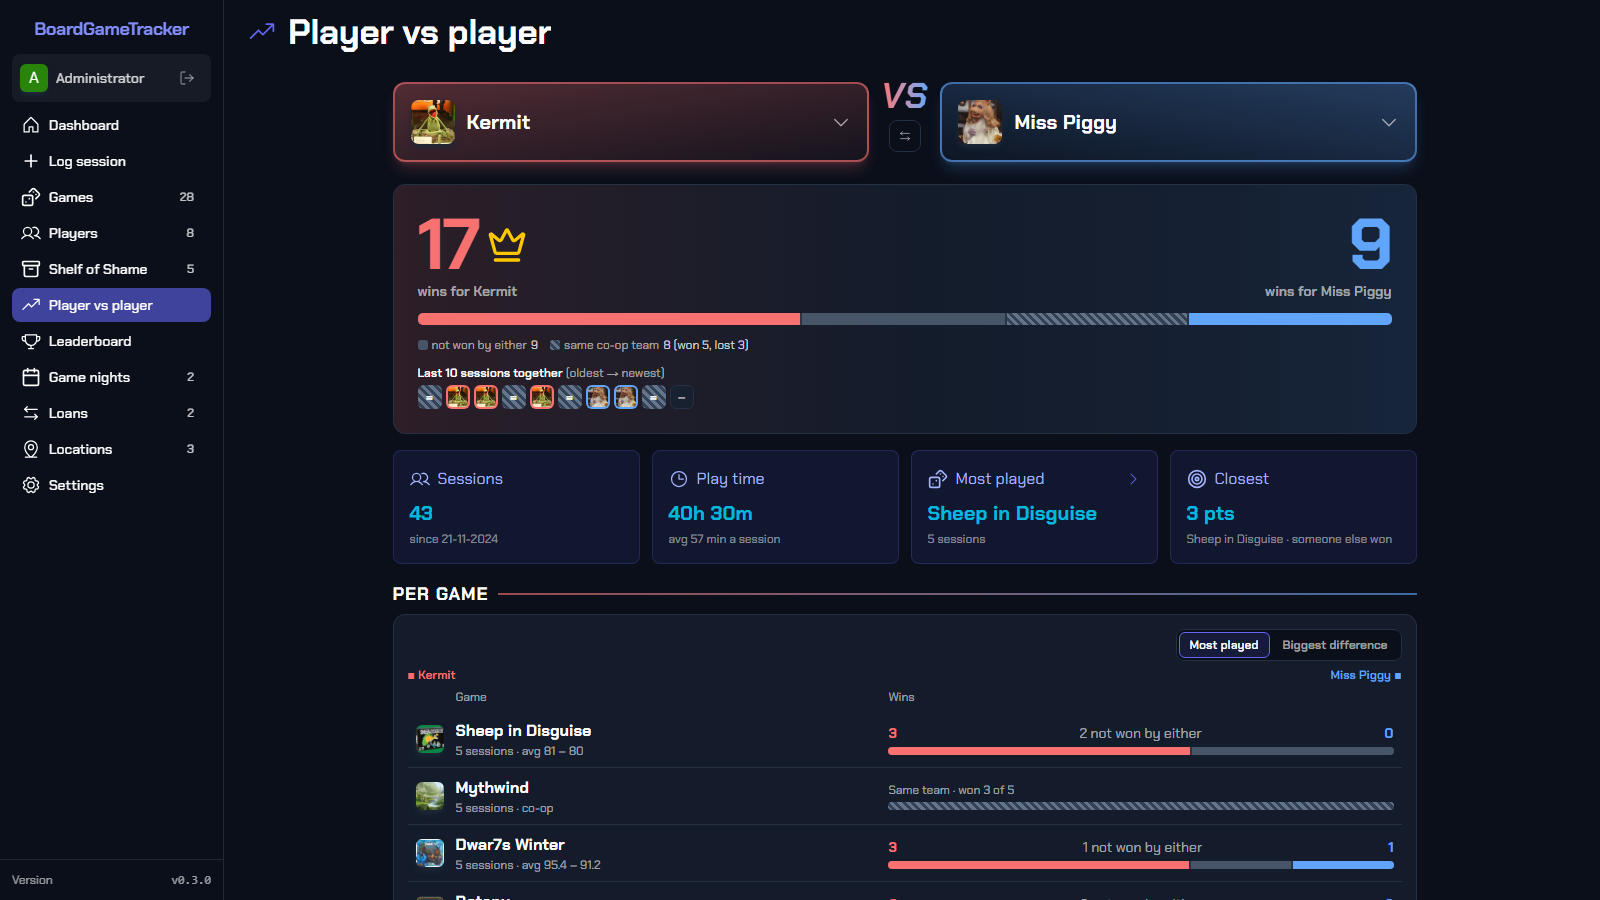 BoardGameTracker
A Administrator
Dashboard
Log session
Games 28
Players 8
Shelf of Shame 5
Player vs player
Leaderboard
Game nights 2
Loans 2
Locations 3
Settings
Version v0.3.0
Player vs player
Kermit
VS
Miss Piggy
17
9
wins for Kermit
wins for Miss Piggy
not won by either 9 same co-op team 8 (won 5, lost 3)
Last 10 sessions together (oldest → newest)
= = = = –
Sessions
43
since 21-11-2024
Play time
40h 30m
avg 57 min a session
Most played
Sheep in Disguise
5 sessions
Closest
3 pts
Sheep in Disguise · someone else won
PER GAME
Most played Biggest difference
Kermit Miss Piggy
Game Wins
Sheep in Disguise
5 sessions · avg 81 – 80
3 2 not won by either 0
Mythwind
5 sessions · co-op
Same team · won 3 of 5
Dwar7s Winter
5 sessions · avg 95.4 – 91.2
3 1 not won by either 1